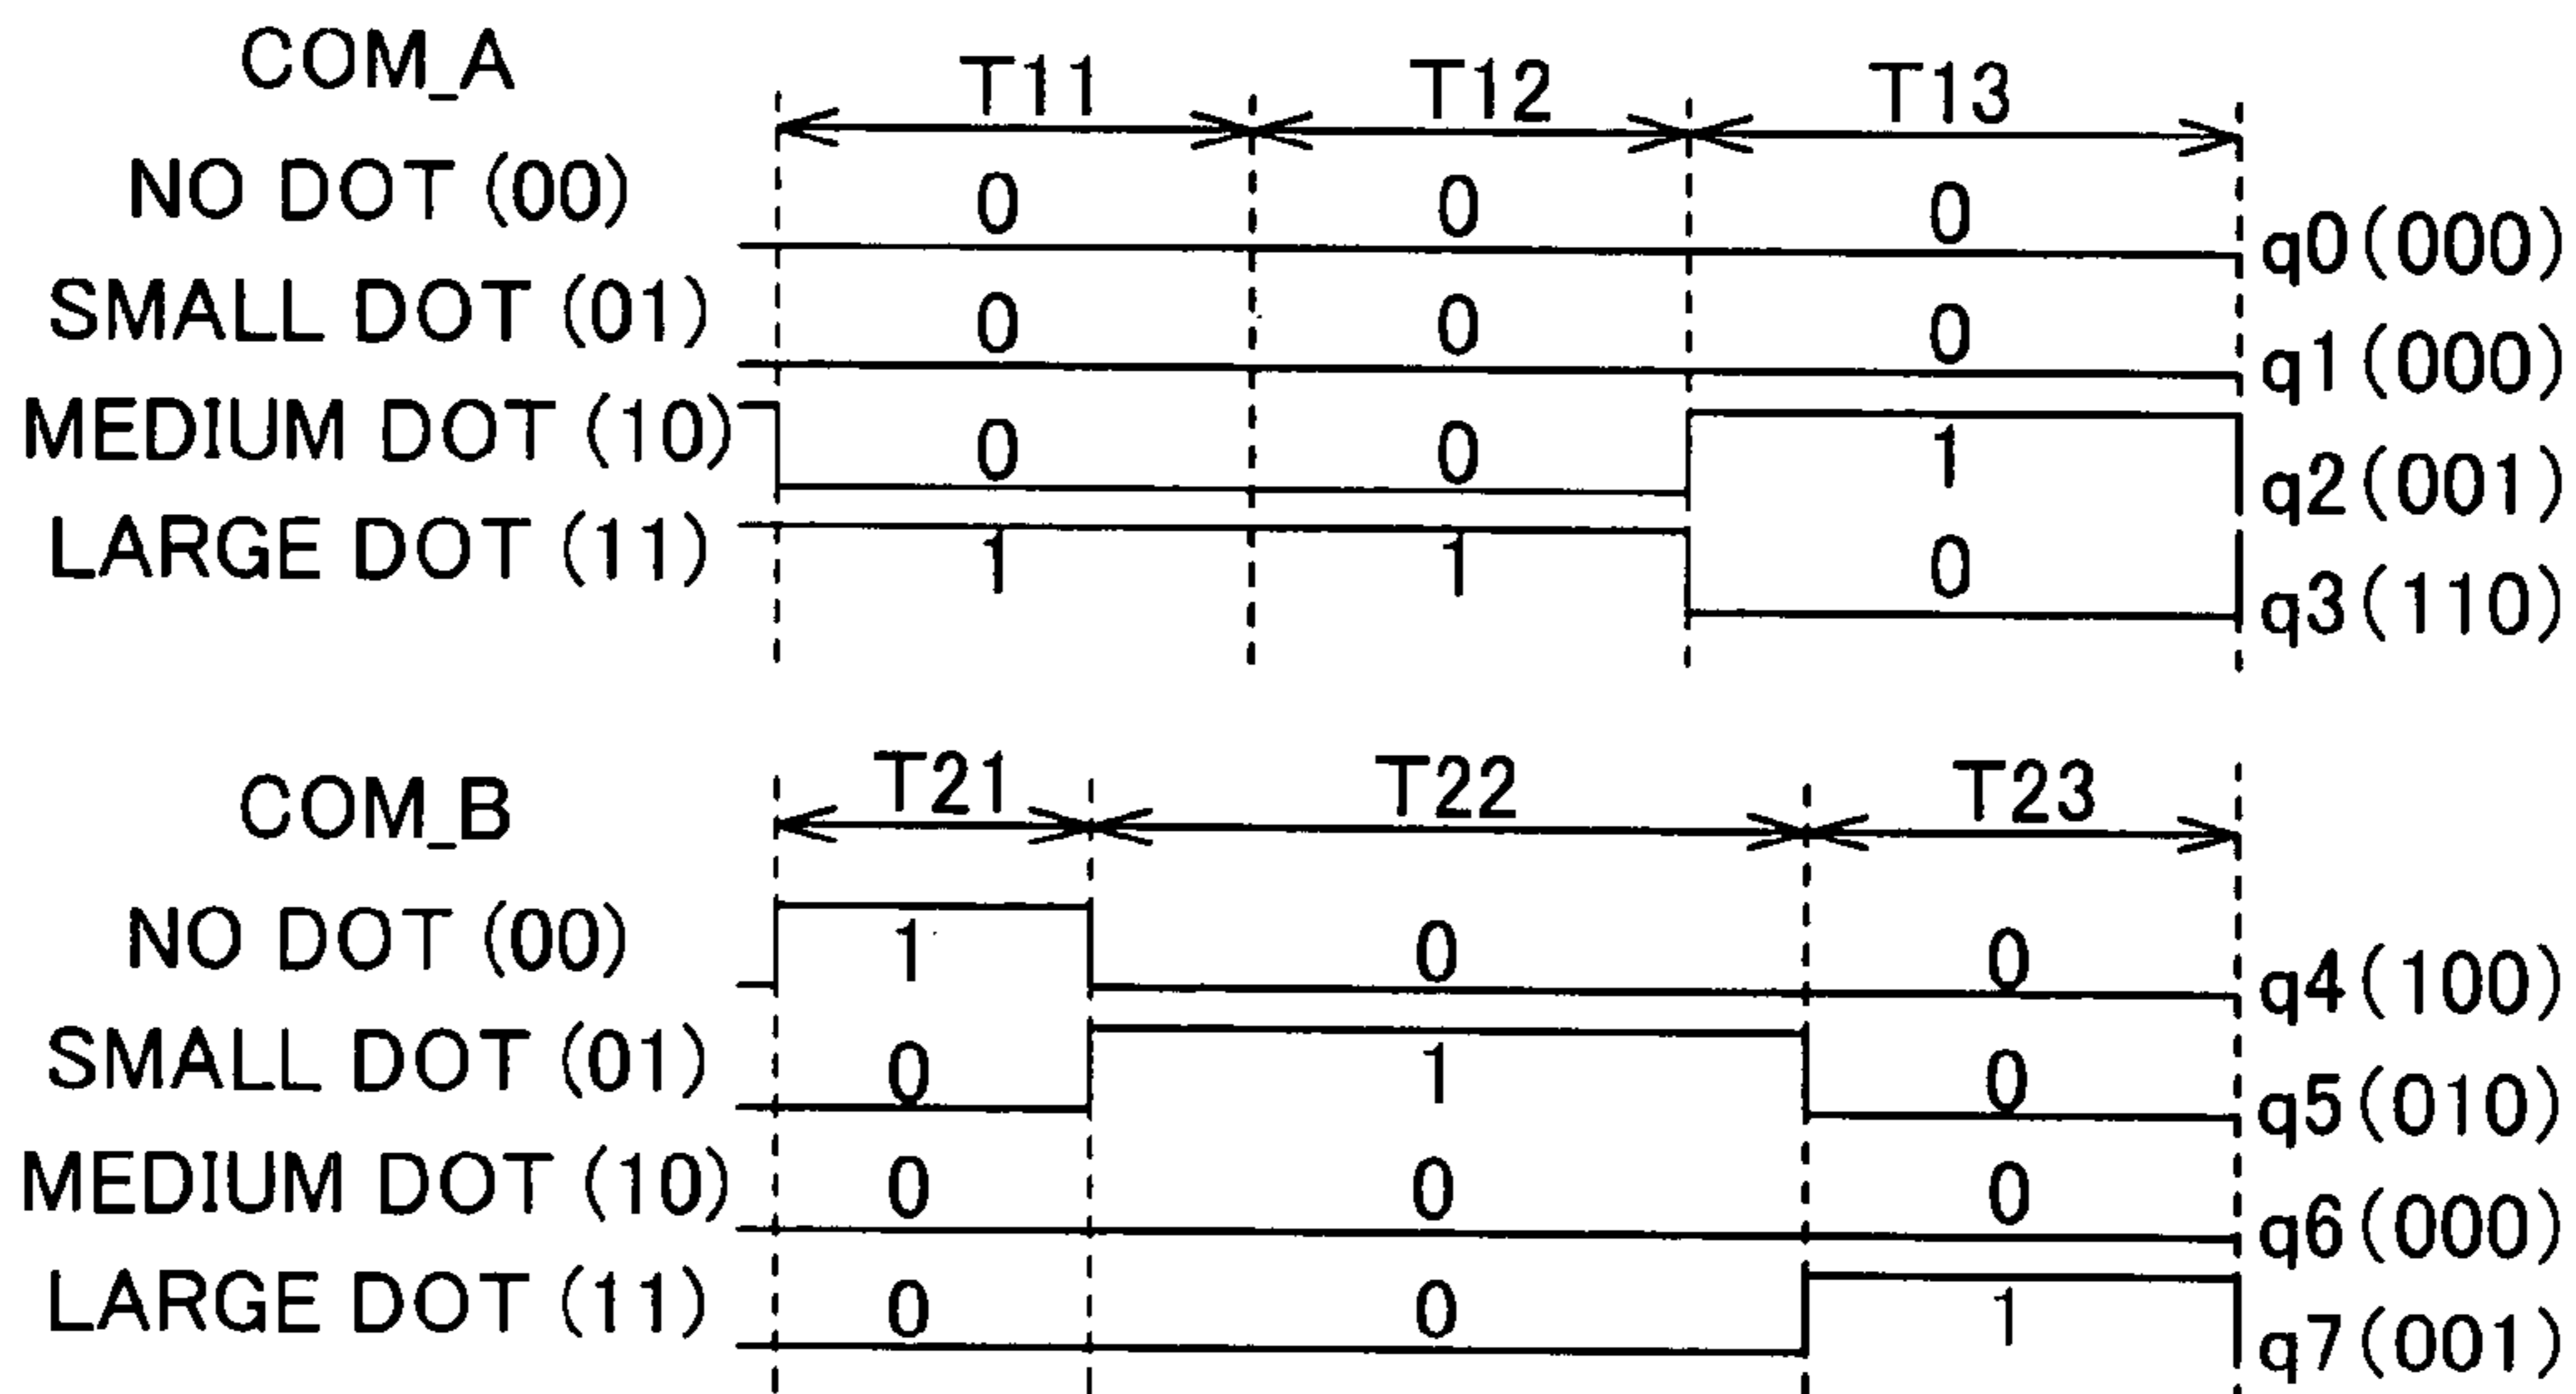 COM_A T11 T12 T13
NO DOT (00) 0 0 0 q0(000)
SMALL DOT (01) 0 0 0 q1(000)
MEDIUM DOT (10) 0 0 1 q2(001)
LARGE DOT (11) 1 1 0 q3(110)
COM_B T21 T22 T23
NO DOT (00) 1 0 0 q4(100)
SMALL DOT (01) 0 1 0 q5(010)
MEDIUM DOT (10) 0 0 0 q6(000)
LARGE DOT (11) 0 0 1 q7(001)